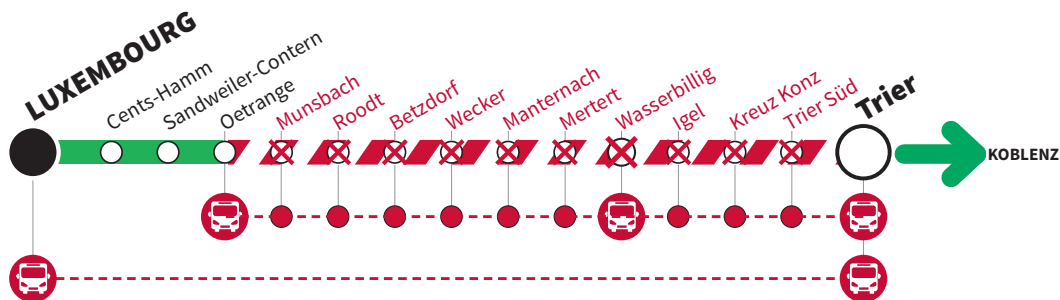 LUXEMBOURG
Cents-Hamm
Sandweiler-Contern
Oetrange
Munsbach
Roodt
Betzdorf
Wecker
Manternach
Mertert
Wasserbillig
Igel
Kreuz Konz
Trier Süd
Trier
KOBLENZ